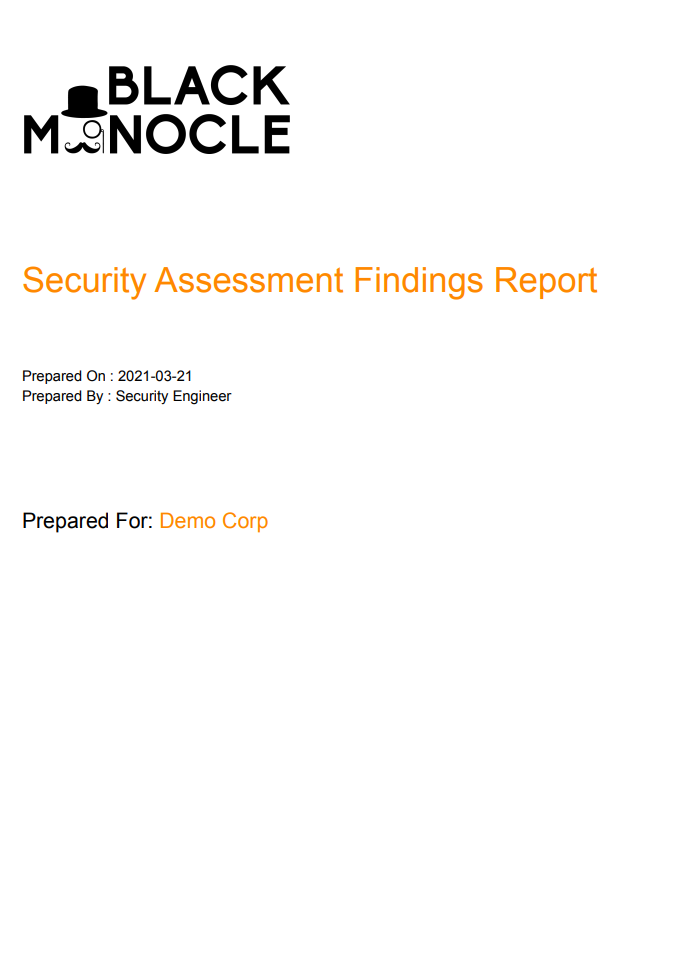 BLACK
MONOCLE
Security Assessment Findings Report
Prepared On : 2021-03-21
Prepared By : Security Engineer
Prepared For: Demo Corp